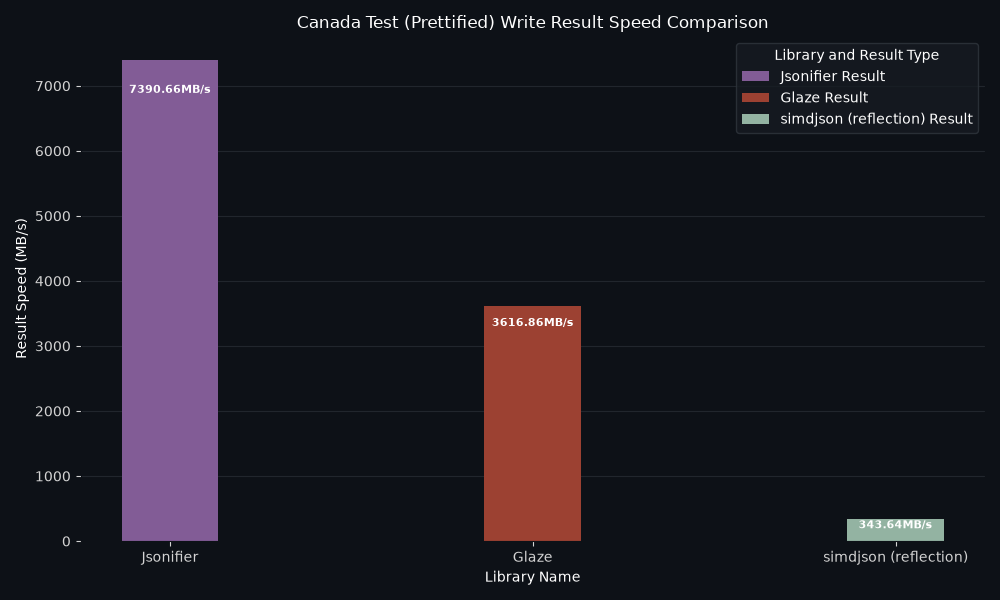 Canada Test (Prettified) Write Result Speed Comparison
Library and Result Type
Jsonifier Result
Glaze Result
simdjson (reflection) Result
Result Speed (MB/s)
7000
6000
5000
4000
3000
2000
1000
0
7390.66MB/s
3616.86MB/s
343.64MB/s
Jsonifier
Glaze
simdjson (reflection)
Library Name